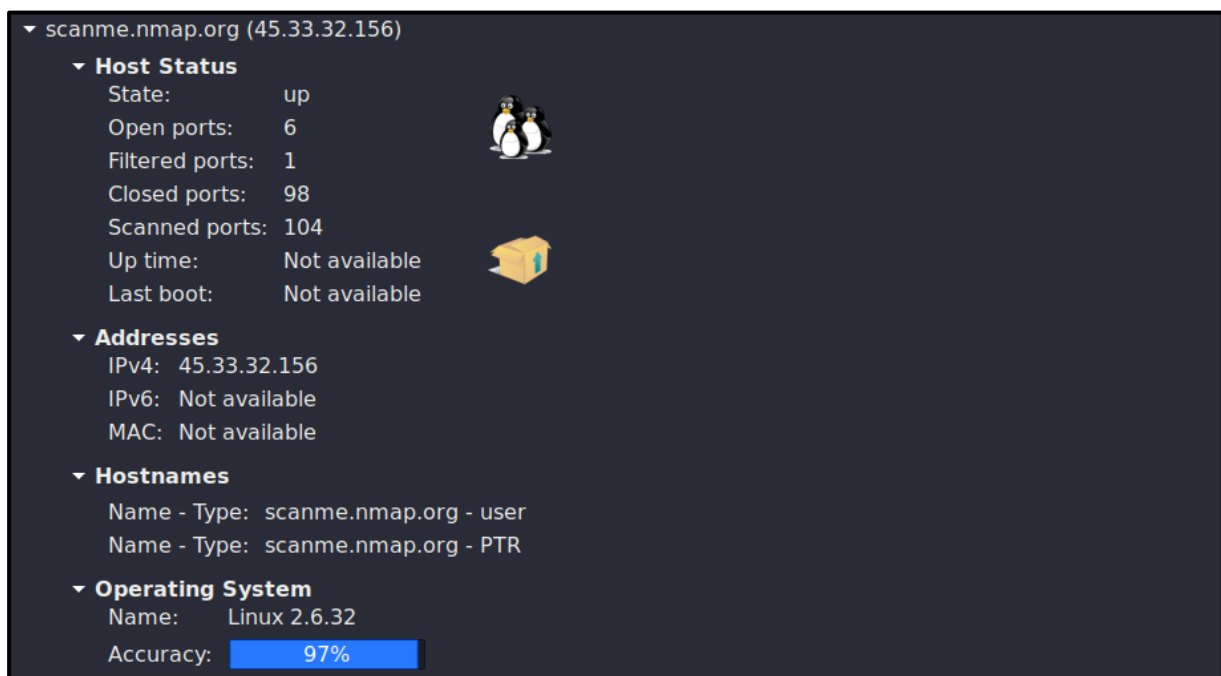 scanme.nmap.org (45.33.32.156)
Host Status
State: up
Open ports: 6
Filtered ports: 1
Closed ports: 98
Scanned ports: 104
Up time: Not available
Last boot: Not available
Addresses
IPv4: 45.33.32.156
IPv6: Not available
MAC: Not available
Hostnames
Name - Type: scanme.nmap.org - user
Name - Type: scanme.nmap.org - PTR
Operating System
Name: Linux 2.6.32
Accuracy: 97%